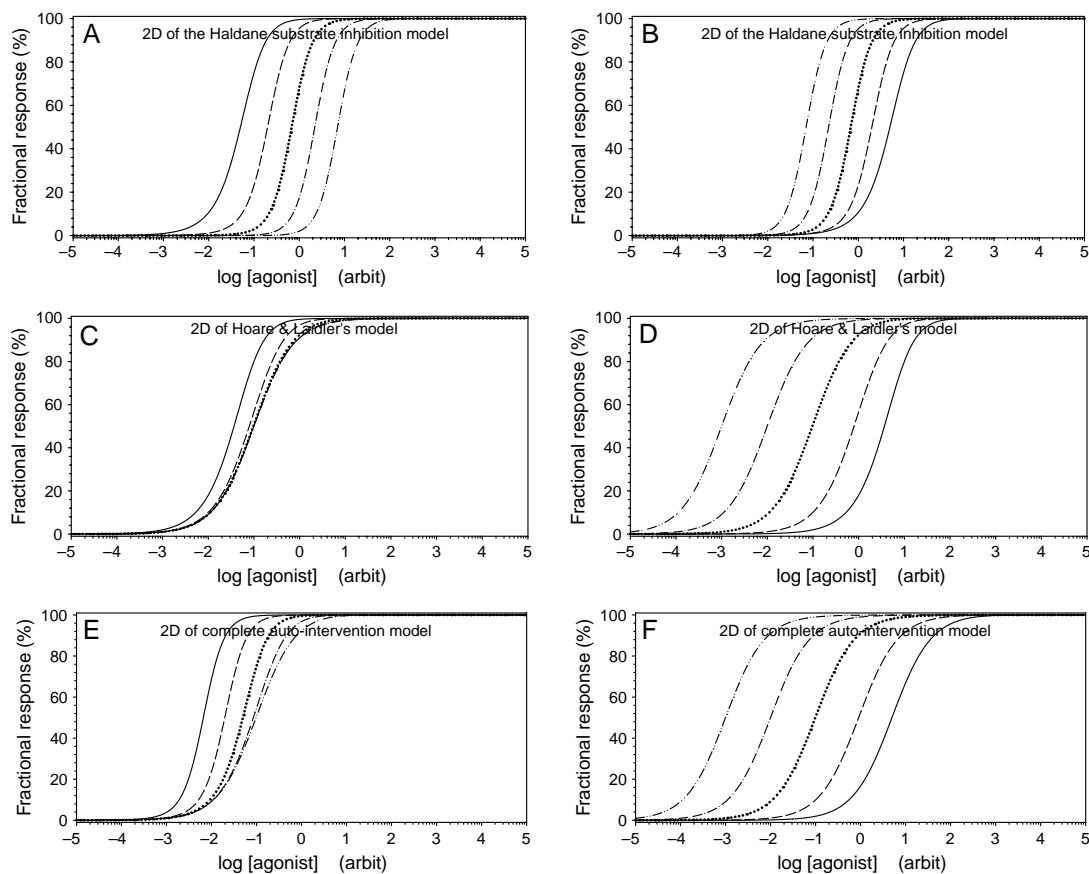 A
2D of the Haldane substrate inhibition model
Fractional response (%)
100
80
60
40
20
0
–5 –4 –3 –2 –1 0 1 2 3 4 5
log [agonist] (arbit)
B
2D of the Haldane substrate inhibition model
Fractional response (%)
100
80
60
40
20
0
–5 –4 –3 –2 –1 0 1 2 3 4 5
log [agonist] (arbit)
C
2D of Hoare & Laidler's model
Fractional response (%)
100
80
60
40
20
0
–5 –4 –3 –2 –1 0 1 2 3 4 5
log [agonist] (arbit)
D
2D of Hoare & Laidler's model
Fractional response (%)
100
80
60
40
20
0
–5 –4 –3 –2 –1 0 1 2 3 4 5
log [agonist] (arbit)
E
2D of complete auto-intervention model
Fractional response (%)
100
80
60
40
20
0
–5 –4 –3 –2 –1 0 1 2 3 4 5
log [agonist] (arbit)
F
2D of complete auto-intervention model
Fractional response (%)
100
80
60
40
20
0
–5 –4 –3 –2 –1 0 1 2 3 4 5
log [agonist] (arbit)